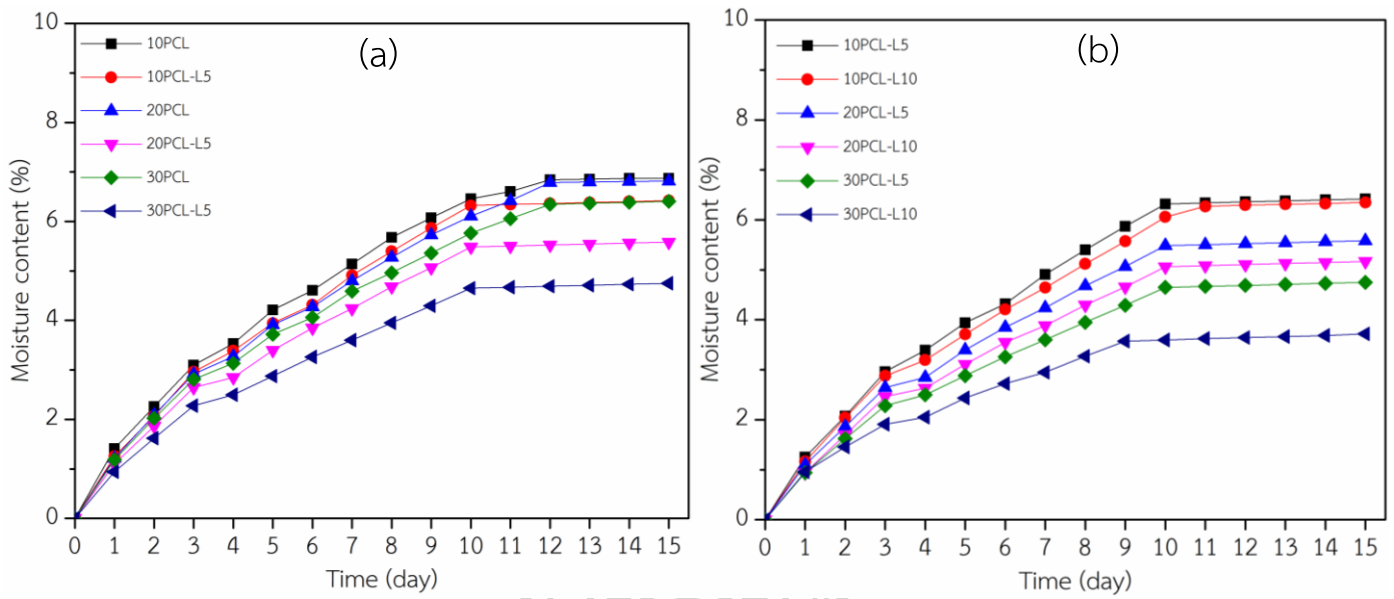 (a)
10PCL
10PCL-L5
20PCL
20PCL-L5
30PCL
30PCL-L5
Moisture content (%)
10
8
6
4
2
0
0 1 2 3 4 5 6 7 8 9 10 11 12 13 14 15
Time (day)
(b)
10PCL-L5
10PCL-L10
20PCL-L5
20PCL-L10
30PCL-L5
30PCL-L10
Moisture content (%)
10
8
6
4
2
0
0 1 2 3 4 5 6 7 8 9 10 11 12 13 14 15
Time (day)